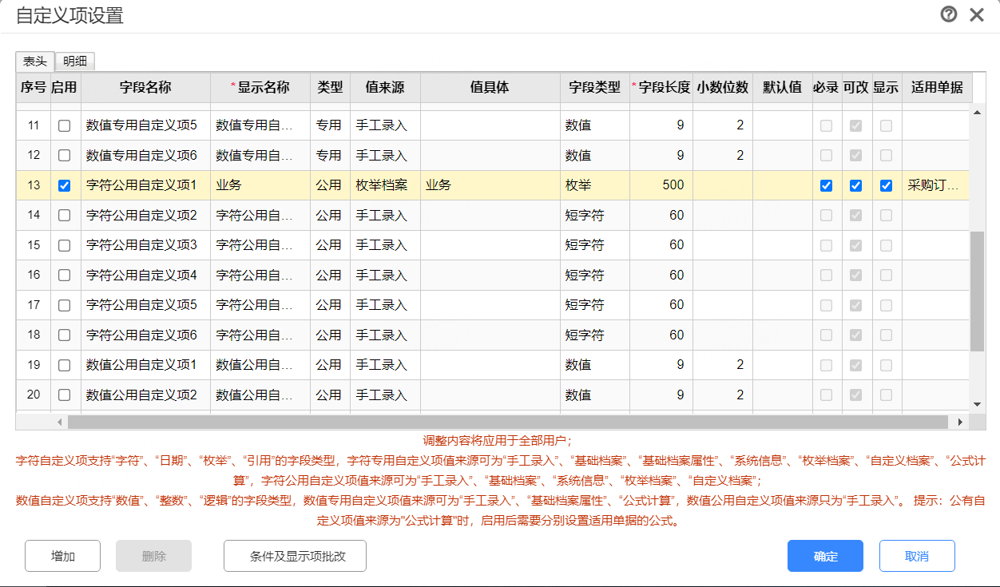 自定义项设置
表头 明细
序号 启用 字段名称 *显示名称 类型 值来源 值具体 字段类型 *字段长度 小数位数 默认值 必录 可改 显示 适用单据
11 数值专用自定义项5 数值专用自... 专用 手工录入 数值 9 2
12 数值专用自定义项6 数值专用自... 专用 手工录入 数值 9 2
13 字符公用自定义项1 业务 公用 枚举档案 业务 枚举 500 采购订...
14 字符公用自定义项2 字符公用自... 公用 手工录入 短字符 60
15 字符公用自定义项3 字符公用自... 公用 手工录入 短字符 60
16 字符公用自定义项4 字符公用自... 公用 手工录入 短字符 60
17 字符公用自定义项5 字符公用自... 公用 手工录入 短字符 60
18 字符公用自定义项6 字符公用自... 公用 手工录入 短字符 60
19 数值公用自定义项1 数值公用自... 公用 手工录入 数值 9 2
20 数值公用自定义项2 数值公用自... 公用 手工录入 数值 9 2
调整内容将应用于全部用户；
字符自定义项支持“字符”、“日期”、“枚举”、“引用”的字段类型，字符专用自定义项值来源可为“手工录入”、“基础档案”、“基础档案属性”、“系统信息”、“枚举档案”、“自定义档案”、“公式计
算”，字符公用自定义项值来源可为“手工录入”、“基础档案”、“系统信息”、“枚举档案”、“自定义档案”；
数值自定义项支持“数值”、“整数”、“逻辑”的字段类型，数值专用自定义项值来源可为“手工录入”、“基础档案属性”、“公式计算”，数值公用自定义项值来源只为“手工录入”。 提示：公有自
定义项值来源为"公式计算"时，启用后需要分别设置适用单据的公式。
增加 删除 条件及显示项批改 确定 取消